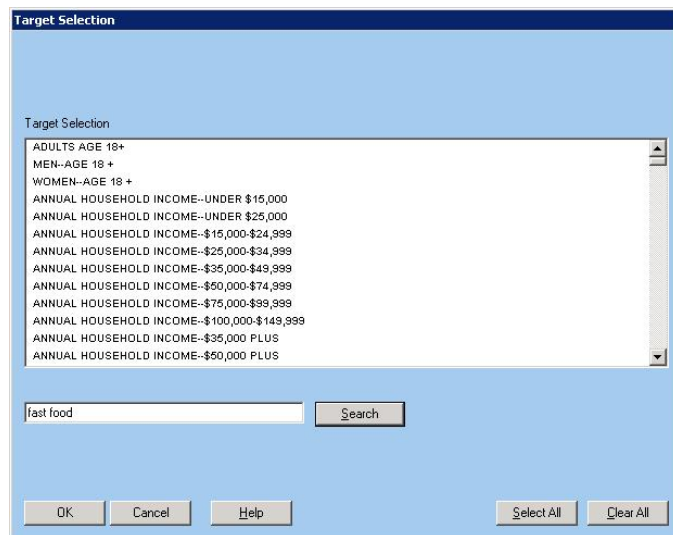 Target Selection
Target Selection
ADULTS AGE 18+
MEN--AGE 18 +
WOMEN--AGE 18 +
ANNUAL HOUSEHOLD INCOME--UNDER $15,000
ANNUAL HOUSEHOLD INCOME--UNDER $25,000
ANNUAL HOUSEHOLD INCOME--$15,000-$24,999
ANNUAL HOUSEHOLD INCOME--$25,000-$34,999
ANNUAL HOUSEHOLD INCOME--$35,000-$49,999
ANNUAL HOUSEHOLD INCOME--$50,000-$74,999
ANNUAL HOUSEHOLD INCOME--$75,000-$99,999
ANNUAL HOUSEHOLD INCOME--$100,000-$149,999
ANNUAL HOUSEHOLD INCOME--$35,000 PLUS
ANNUAL HOUSEHOLD INCOME--$50,000 PLUS
fast food Search
OK Cancel Help Select All Clear All